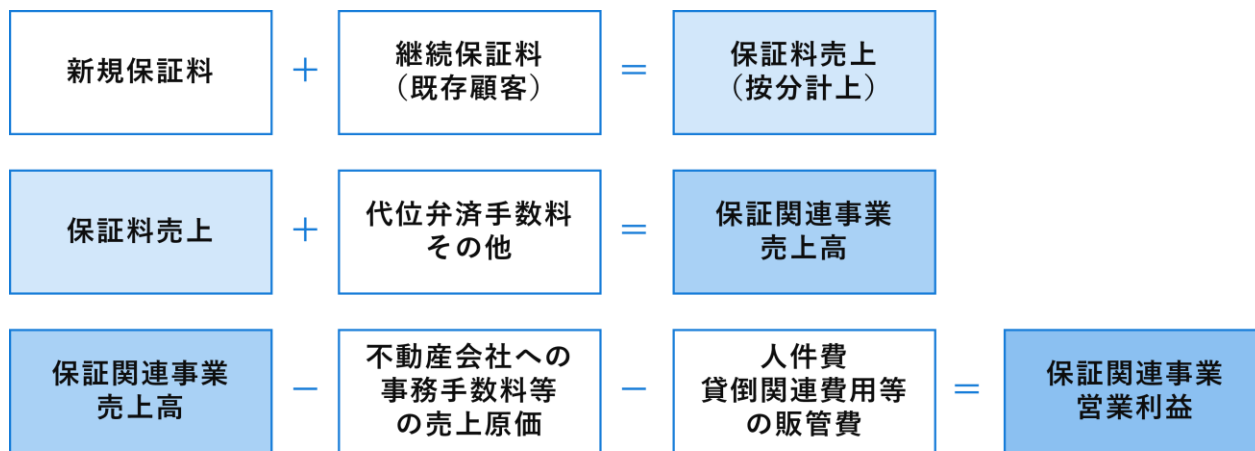 新規保証料
+
継続保証料
(既存顧客)
=
保証料売上
(按分計上)
保証料売上
+
代位弁済手数料
その他
=
保証関連事業
売上高
保証関連事業
売上高
−
不動産会社への
事務手数料等
の売上原価
−
人件費
貸倒関連費用等
の販管費
=
保証関連事業
営業利益